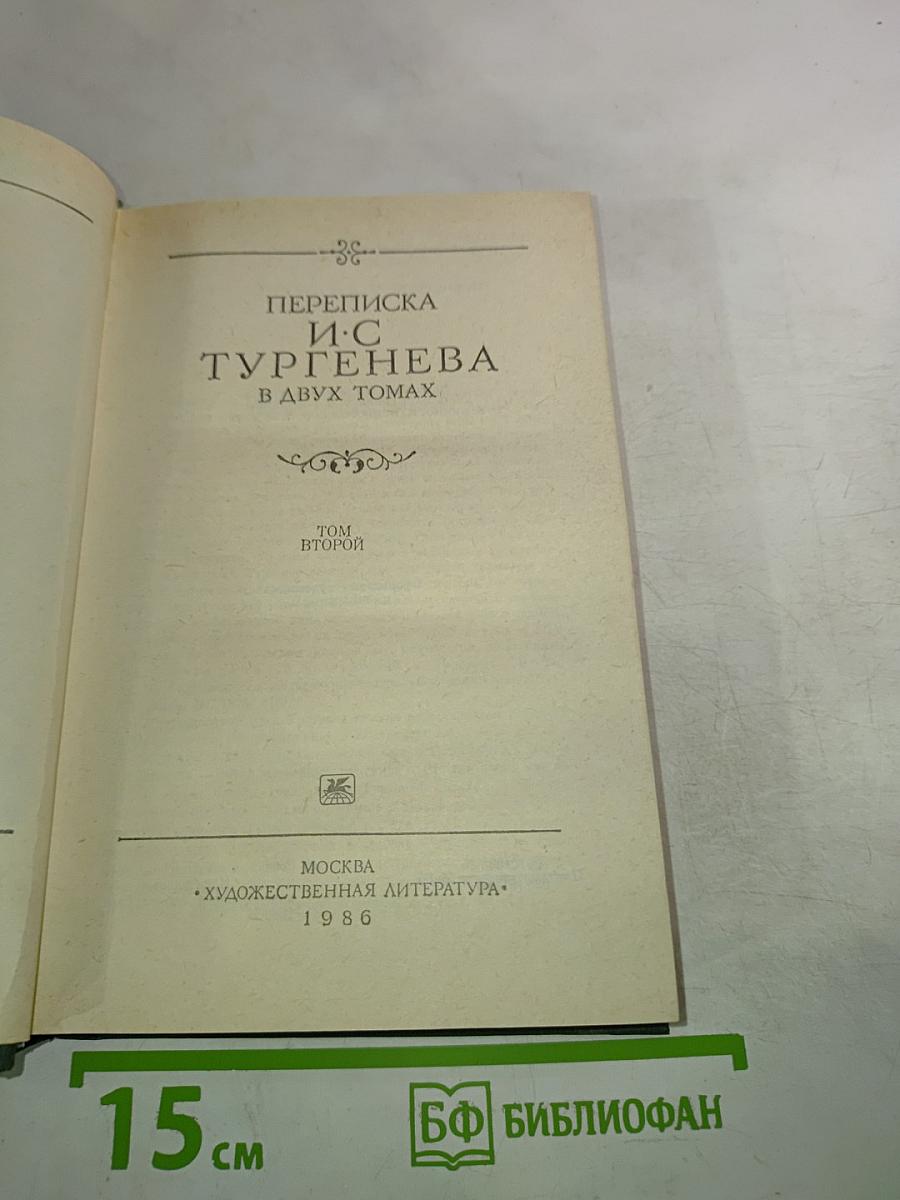 ПЕРЕПИСКА
И·С
ТУРГЕНЕВА
В ДВУХ ТОМАХ
ТОМ
ВТОРОЙ
МОСКВА
•ХУДОЖЕСТВЕННАЯ ЛИТЕРАТУРА•
1986
15 см
БФ БИБЛИОФАН